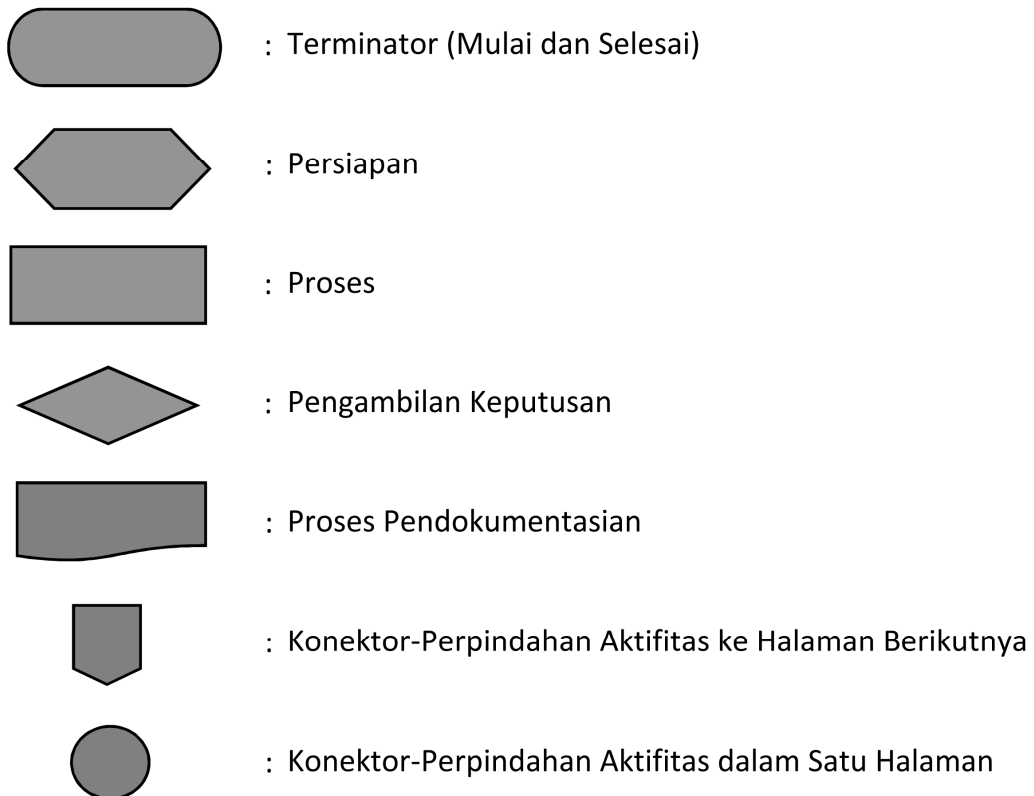 : Terminator (Mulai dan Selesai)
: Persiapan
: Proses
: Pengambilan Keputusan
: Proses Pendokumentasian
: Konektor-Perpindahan Aktifitas ke Halaman Berikutnya
: Konektor-Perpindahan Aktifitas dalam Satu Halaman